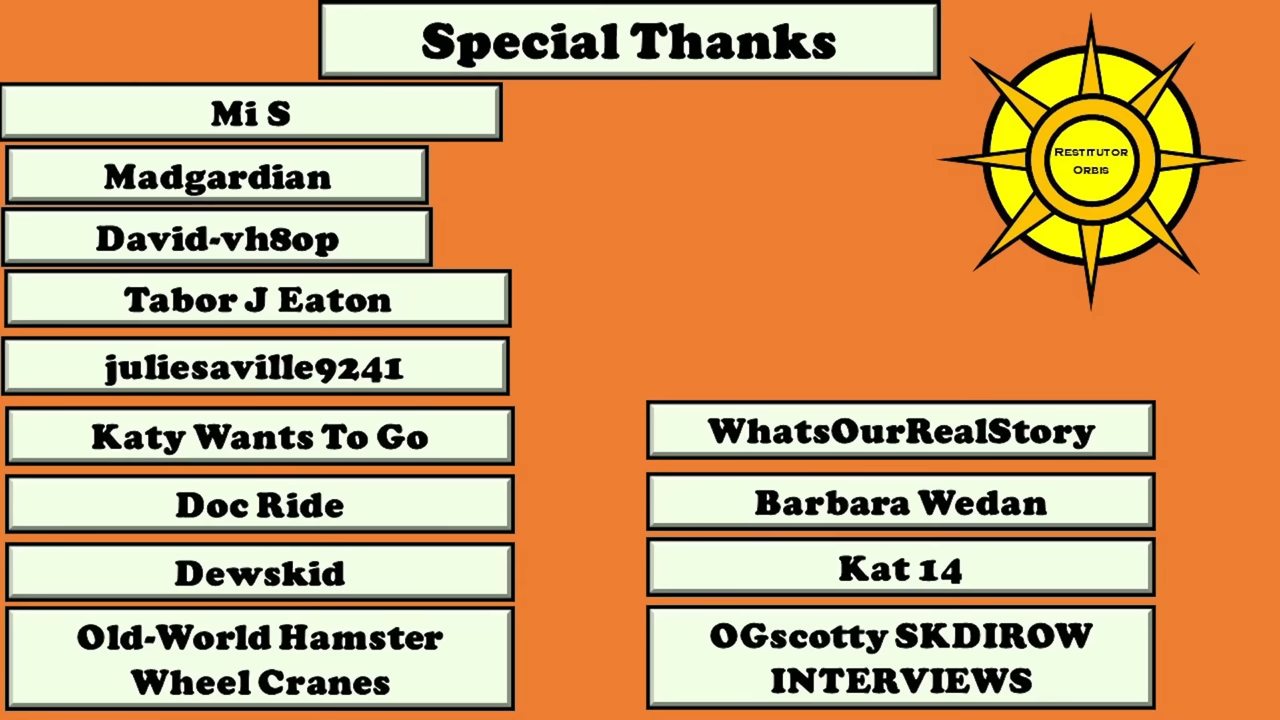 Special Thanks
Restitutor
Orbis
Mi S
Madgardian
David-vh8op
Tabor J Eaton
juliesaville9241
Katy Wants To Go
Doc Ride
Dewskid
Old-World Hamster
Wheel Cranes
WhatsOurRealStory
Barbara Wedan
Kat 14
OGscotty SKDIROW
INTERVIEWS